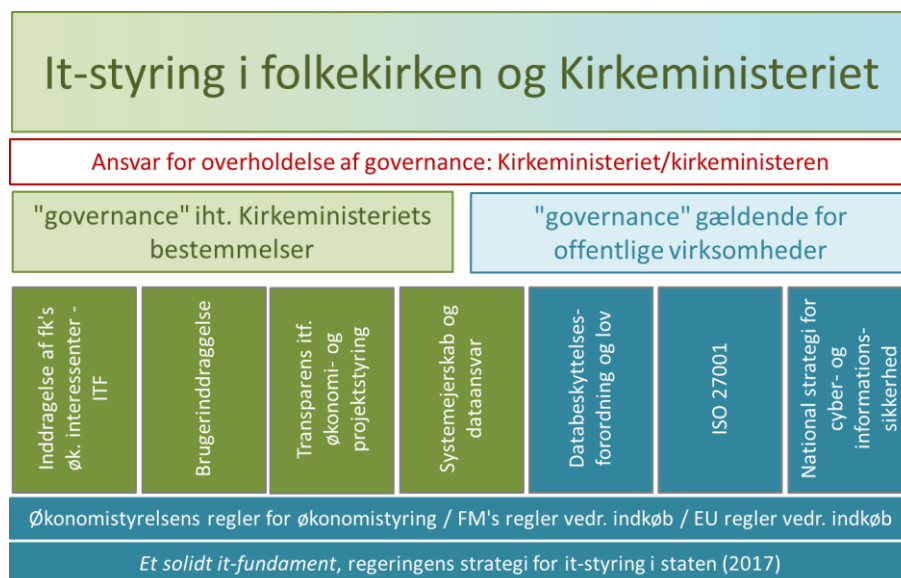 It-styring i folkekirken og Kirkeministeriet
Ansvar for overholdelse af governance: Kirkeministeriet/kirkeministeren
"governance" iht. Kirkeministeriets
bestemmelser
"governance" gældende for
offentlige virksomheder
Inddragelse af fk's
øk. interessenter -
ITF
Brugerinddraggelse
Transparens itf.
økonomi- og
projektstyring
Systemejerskab og
dataansvar
Databeskyttelses-
forordning og lov
ISO 27001
National strategi for
cyber- og
informations-
sikkerhed
Økonomistyrelsens regler for økonomistyring / FM's regler vedr. indkøb / EU regler vedr. indkøb
Et solidt it-fundament, regeringens strategi for it-styring i staten (2017)